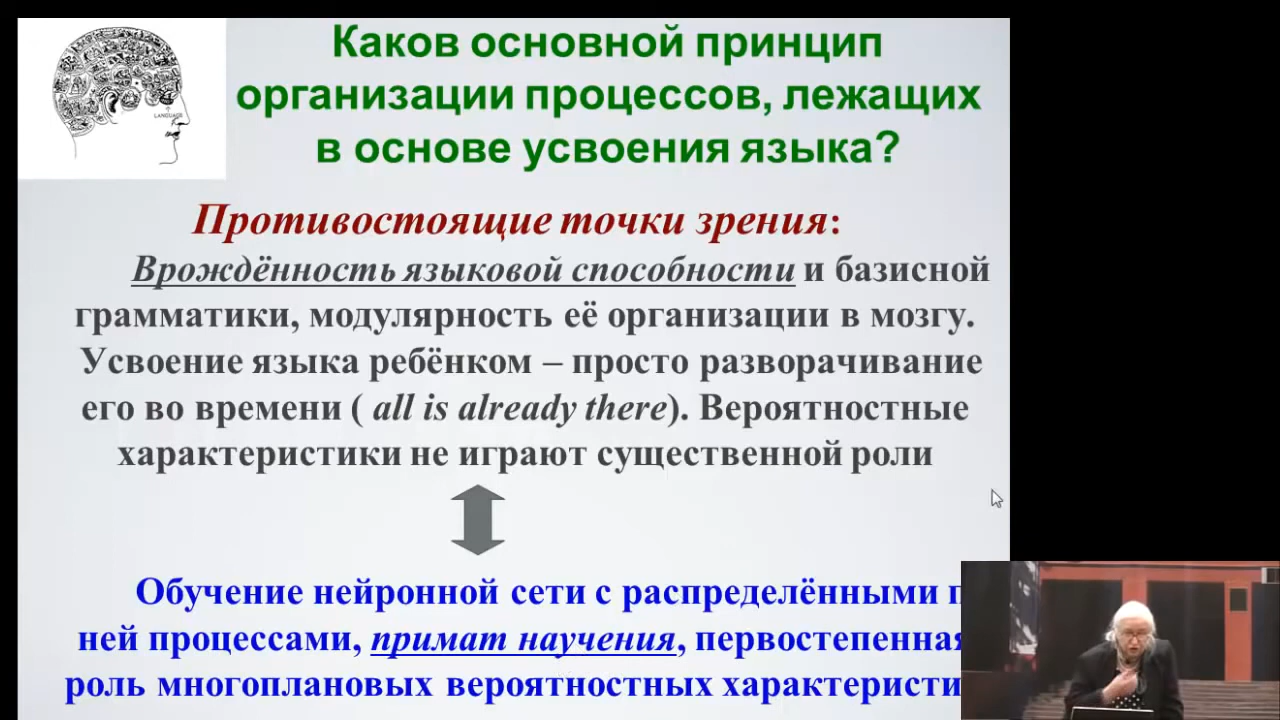 Каков основной принцип
организации процессов, лежащих
в основе усвоения языка?
LANGUAGE
Противостоящие точки зрения:
Врождённость языковой способности и базисной
грамматики, модулярность её организации в мозгу.
Усвоение языка ребёнком – просто разворачивание
его во времени ( all is already there). Вероятностные
характеристики не играют существенной роли
Обучение нейронной сети с распределёнными
ней процессами, примат научения, первостепенная
роль многоплановых вероятностных характеристи